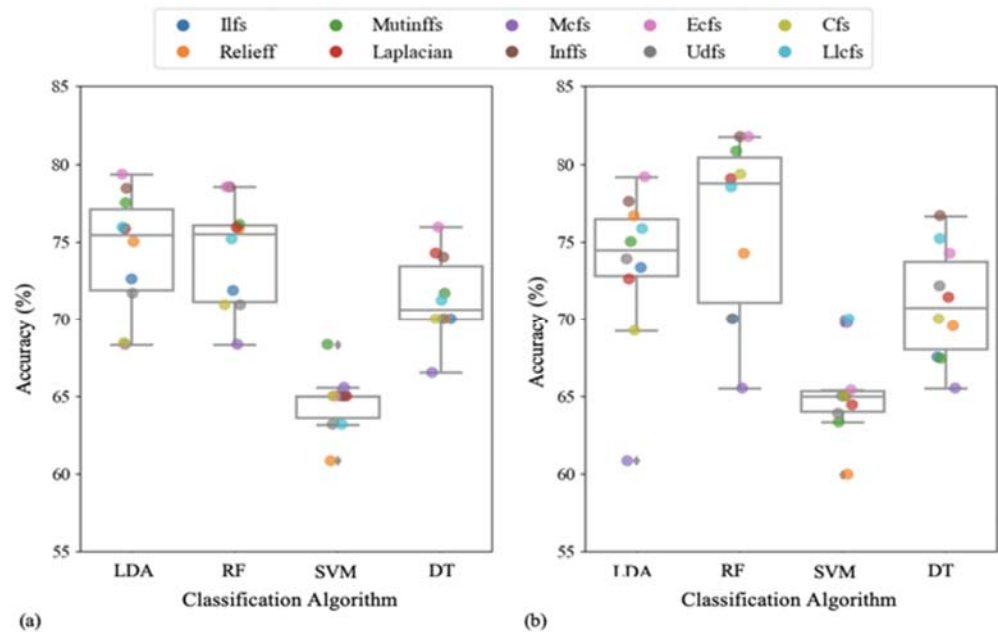 Ilfs Mutinffs Mcfs Ecfs Cfs
Relieff Laplacian Inffs Udfs Llcfs
85
80
75
70
65
60
55
Accuracy (%)
LDA RF SVM DT
Classification Algorithm
(a)
85
80
75
70
65
60
55
Accuracy (%)
LDA RF SVM DT
Classification Algorithm
(b)